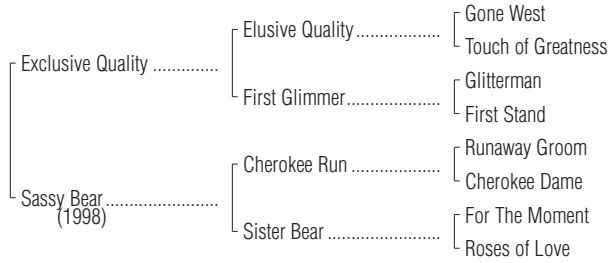 Gone West
Elusive Quality..................
Touch of Greatness
Exclusive Quality ..............
Glitterman
First Glimmer....................
First Stand
Runaway Groom
Cherokee Run ...................
Cherokee Dame
Sassy Bear........................
(1998)
For The Moment
Sister Bear ........................
Roses of Love